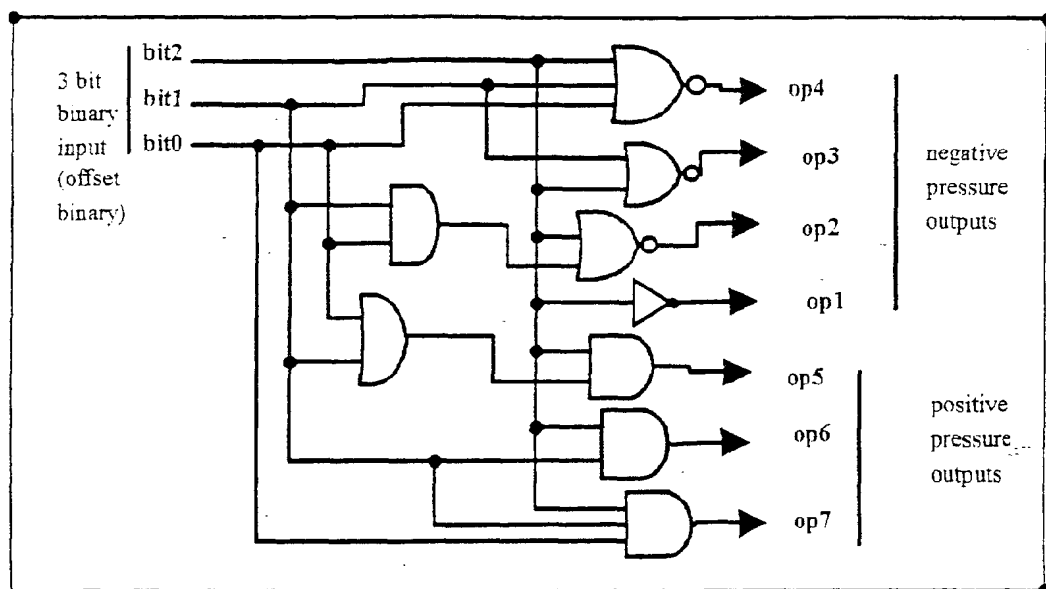 3 bit
binary
input
(offset
binary)
bit2
bit1
bit0
op4
op3
op2
op1
op5
op6
op7
negative
pressure
outputs
positive
pressure
outputs